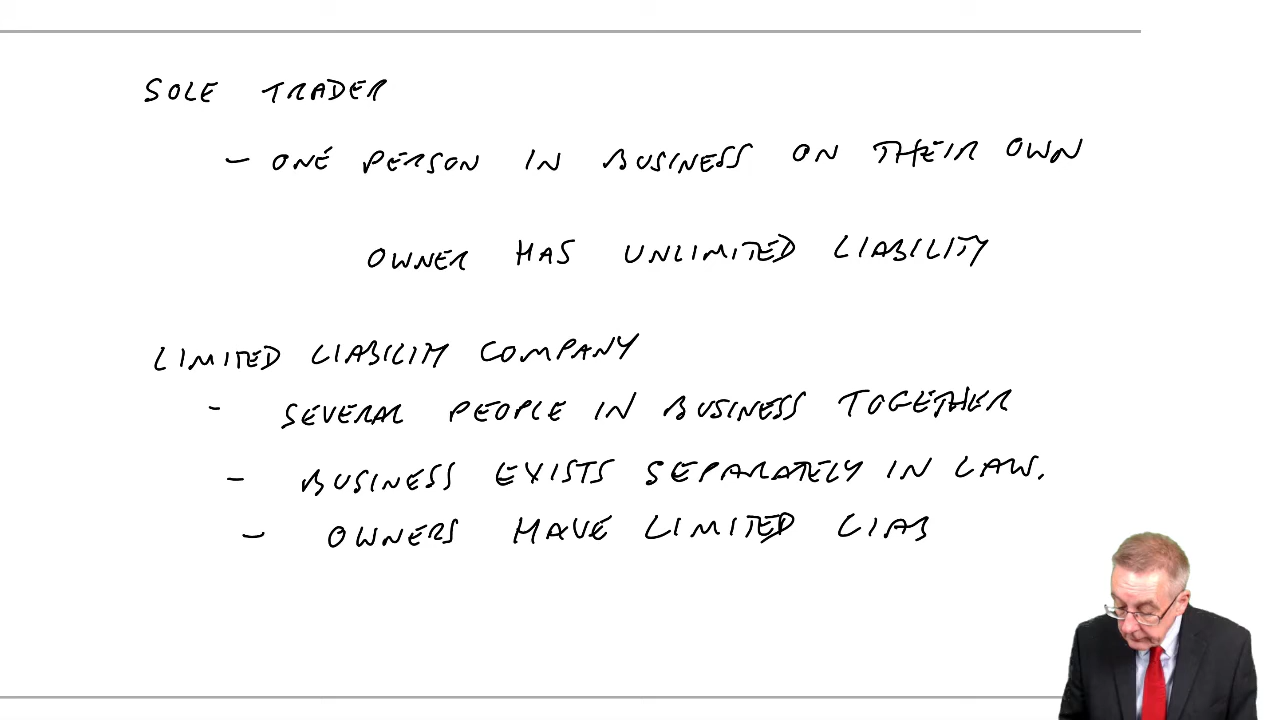 SOLE TRADER
- ONE PERSON IN BUSINESS ON THEIR OWN
OWNER HAS UNLIMITED LIABILITY
LIMITED LIABILITY COMPANY
- SEVERAL PEOPLE IN BUSINESS TOGETHER
- BUSINESS EXISTS SEPARATELY IN LAW.
- OWNERS HAVE LIMITED LIAB